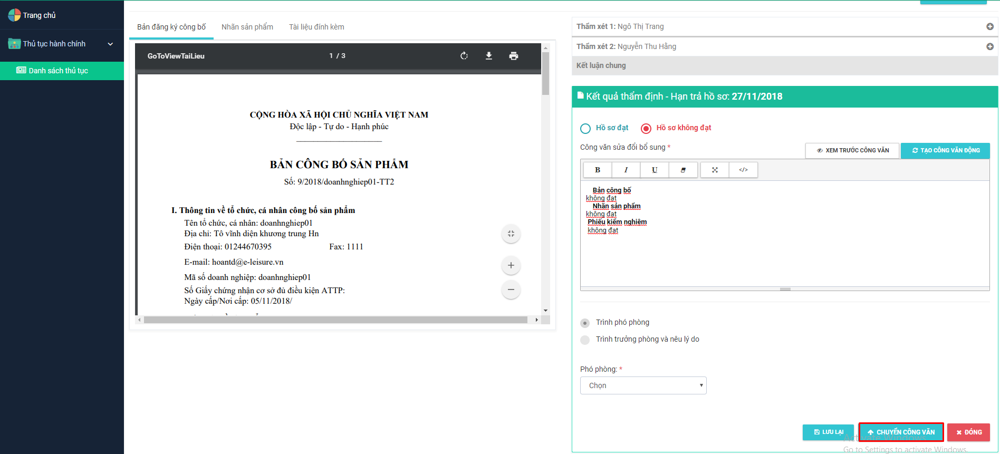 Trang chủ
Thủ tục hành chính
Danh sách thủ tục
Bản đăng ký công bố
Nhãn sản phẩm
Tài liệu đính kèm
GoToViewTaiLieu
1 / 3
CỘNG HÒA XÃ HỘI CHỦ NGHĨA VIỆT NAM
Độc lập - Tự do - Hạnh phúc
BẢN CÔNG BỐ SẢN PHẨM
Số: 9/2018/doanhnghiep01-TT2
I. Thông tin về tổ chức, cá nhân công bố sản phẩm
Tên tổ chức, cá nhân: doanhnghiep01
Địa chỉ: Tô vĩnh diện khương trung Hn
Điện thoại: 01244670395 Fax: 1111
E-mail: hoantd@e-leisure.vn
Mã số doanh nghiệp: doanhnghiep01
Số Giấy chứng nhận cơ sở đủ điều kiện ATTP:
Ngày cấp/Nơi cấp: 05/11/2018/
Thẩm xét 1: Ngô Thị Trang
Thẩm xét 2: Nguyễn Thu Hằng
Kết luận chung
Kết quả thẩm định - Hạn trả hồ sơ: 27/11/2018
Hồ sơ đạt
Hồ sơ không đạt
Công văn sửa đổi bổ sung *
XEM TRƯỚC CÔNG VĂN
TẠO CÔNG VĂN ĐỘNG
B I U </>
Bản công bố
không đạt
Nhãn sản phẩm
không đạt
Phiếu kiểm nghiệm
không đạt
Trình phó phòng
Trình trưởng phòng và nêu lý do
Phó phòng: *
Chọn
LƯU LẠI
CHUYỂN CÔNG VĂN
ĐÓNG
Activate Windows
Go to Settings to activate Windows.